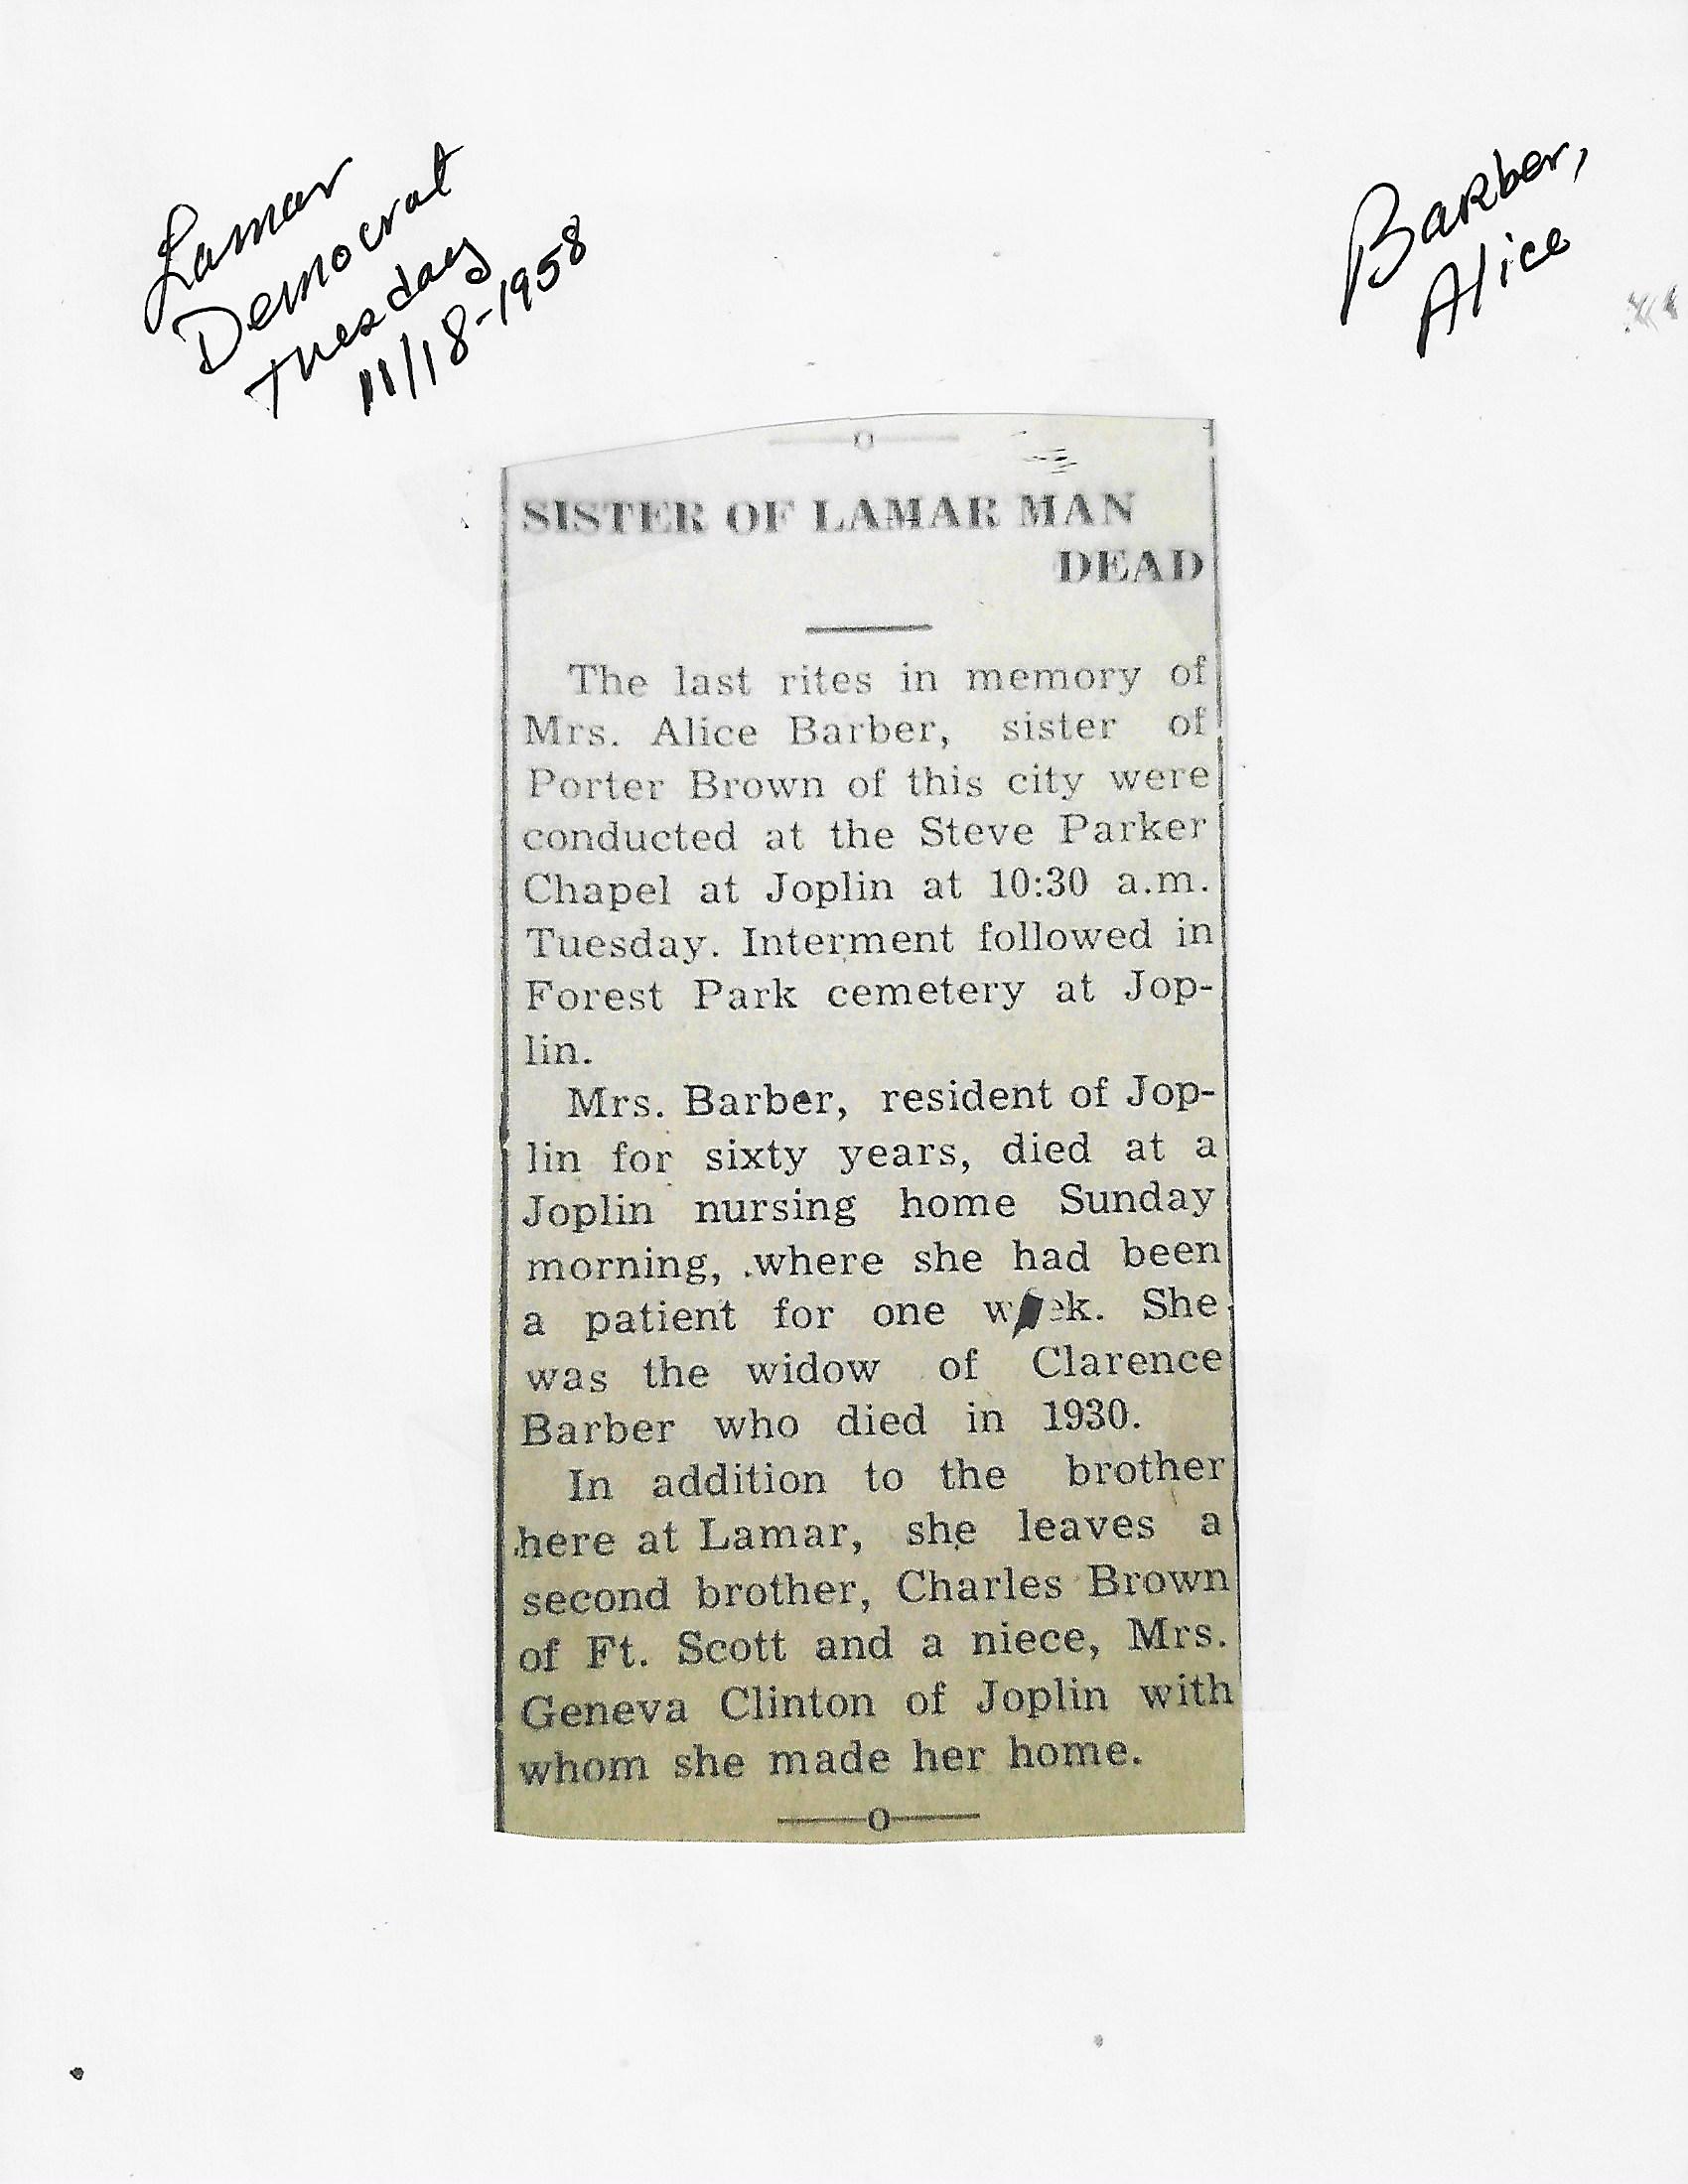 Lamar
Democrat
Tuesday
11/18-1958
Barber,
Alice
SISTER OF LAMAR MAN
DEAD
The last rites in memory of
Mrs. Alice Barber, sister of
Porter Brown of this city were
conducted at the Steve Parker
Chapel at Joplin at 10:30 a.m.
Tuesday. Interment followed in
Forest Park cemetery at Jop-
lin.
Mrs. Barber, resident of Jop-
lin for sixty years, died at a
Joplin nursing home Sunday
morning, where she had been
a patient for one week. She
was the widow of Clarence
Barber who died in 1930.
In addition to the brother
here at Lamar, she leaves a
second brother, Charles Brown
of Ft. Scott and a niece, Mrs.
Geneva Clinton of Joplin with
whom she made her home.